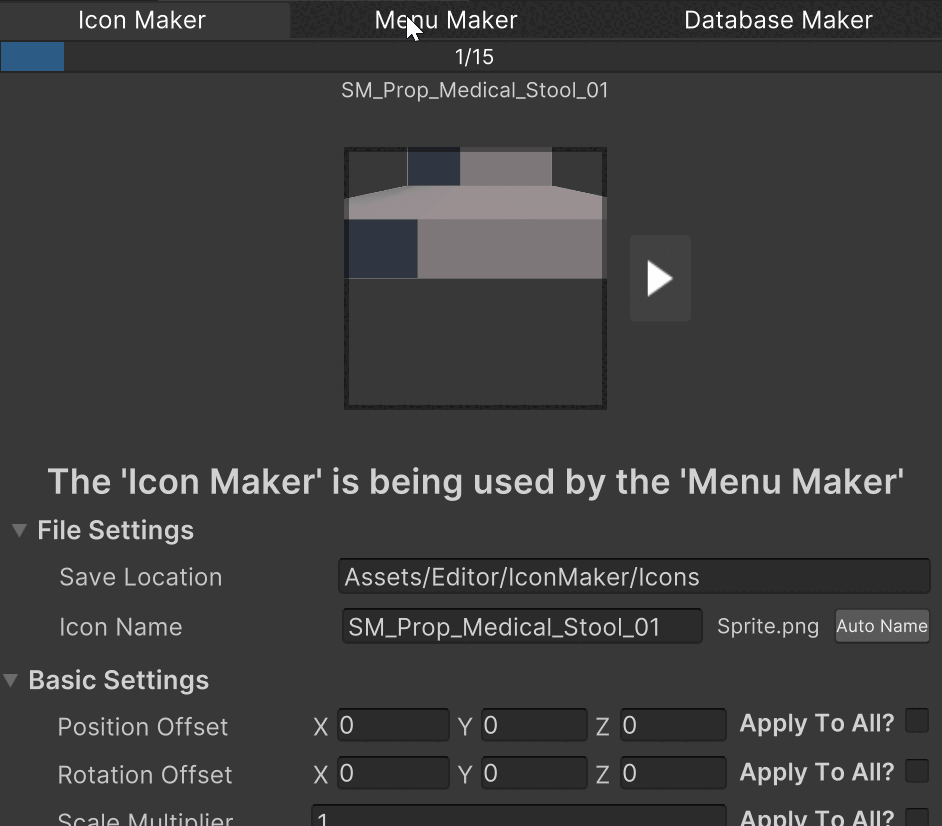 Icon Maker Menu Maker Database Maker
1/15
SM_Prop_Medical_Stool_01
The 'Icon Maker' is being used by the 'Menu Maker'
File Settings
Save Location Assets/Editor/IconMaker/Icons
Icon Name SM_Prop_Medical_Stool_01 Sprite.png Auto Name
Basic Settings
Position Offset X 0 Y 0 Z 0 Apply To All?
Rotation Offset X 0 Y 0 Z 0 Apply To All?
Scale Multiplier 1 Apply To All?